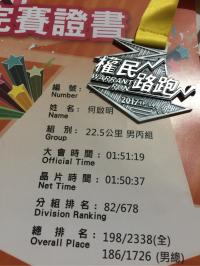 完賽證書
權民路跑
WARRANT RUN
2017
編　號：
Number
姓　名：何啟明
Name
組　別：22.5公里 男丙組
Group
大會時間：01:51:19
Official Time
晶片時間：01:50:37
Net Time
分組排名：82/678
Division Ranking
總 排 名：198/2338(全)
Overall Place
186/1726 (男總)